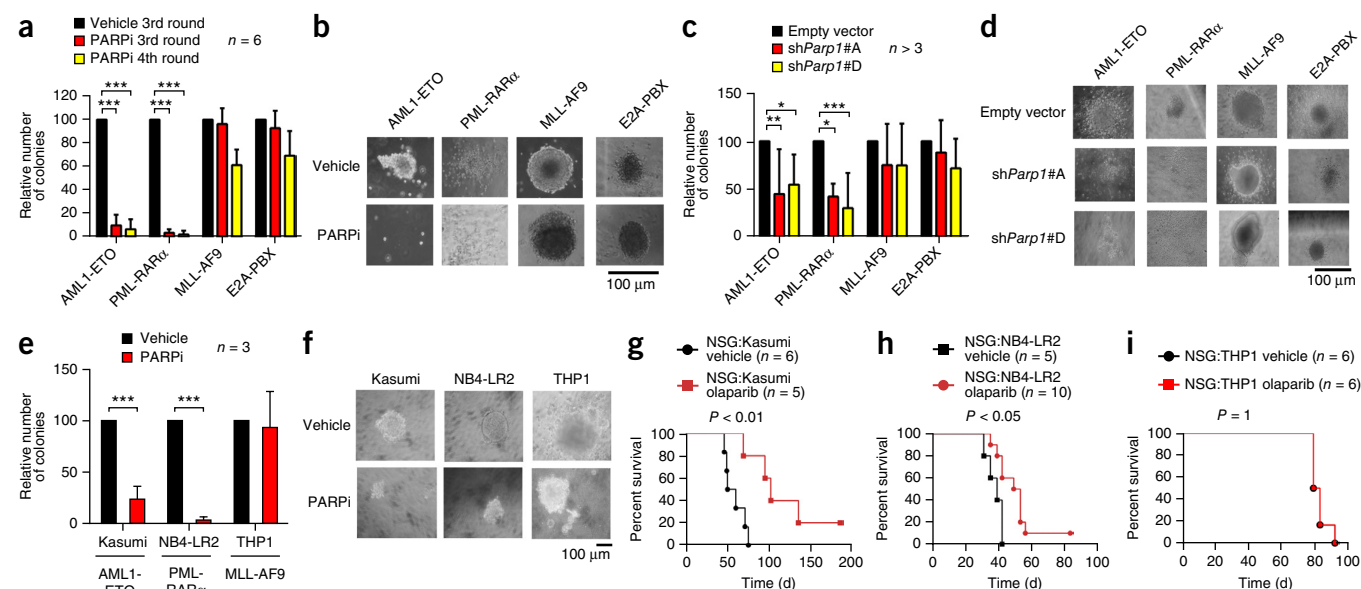 a
Vehicle 3rd round
PARPi 3rd round
PARPi 4th round
n = 6
Relative number
of colonies
120
100
80
60
40
20
0
***
***
***
***
AML1-ETO
PML-RARα
MLL-AF9
E2A-PBX
b
AML1-ETO
PML-RARα
MLL-AF9
E2A-PBX
Vehicle
PARPi
100 μm
c
Empty vector
shParp1#A
shParp1#D
n > 3
Relative number
of colonies
150
100
50
0
*
**
***
*
AML1-ETO
PML-RARα
MLL-AF9
E2A-PBX
d
AML1-ETO
PML-RARα
MLL-AF9
E2A-PBX
Empty vector
shParp1#A
shParp1#D
100 μm
e
Vehicle
PARPi
n = 3
Relative number
of colonies
150
100
50
0
***
***
Kasumi
NB4-LR2
THP1
AML1-
PML-
MLL-AF9
f
Kasumi
NB4-LR2
THP1
Vehicle
PARPi
100 μm
g
NSG:Kasumi
vehicle (n = 6)
NSG:Kasumi
olaparib (n = 5)
P < 0.01
Percent survival
100
80
60
40
20
0
0 50 100 150 200
Time (d)
h
NSG:NB4-LR2
vehicle (n = 5)
NSG:NB4-LR2
olaparib (n = 10)
P < 0.05
Percent survival
100
80
60
40
20
0
0 20 40 60 80 100
Time (d)
i
NSG:THP1 vehicle (n = 6)
NSG:THP1 olaparib (n = 6)
P = 1
Percent survival
100
80
60
40
20
0
0 20 40 60 80 100
Time (d)